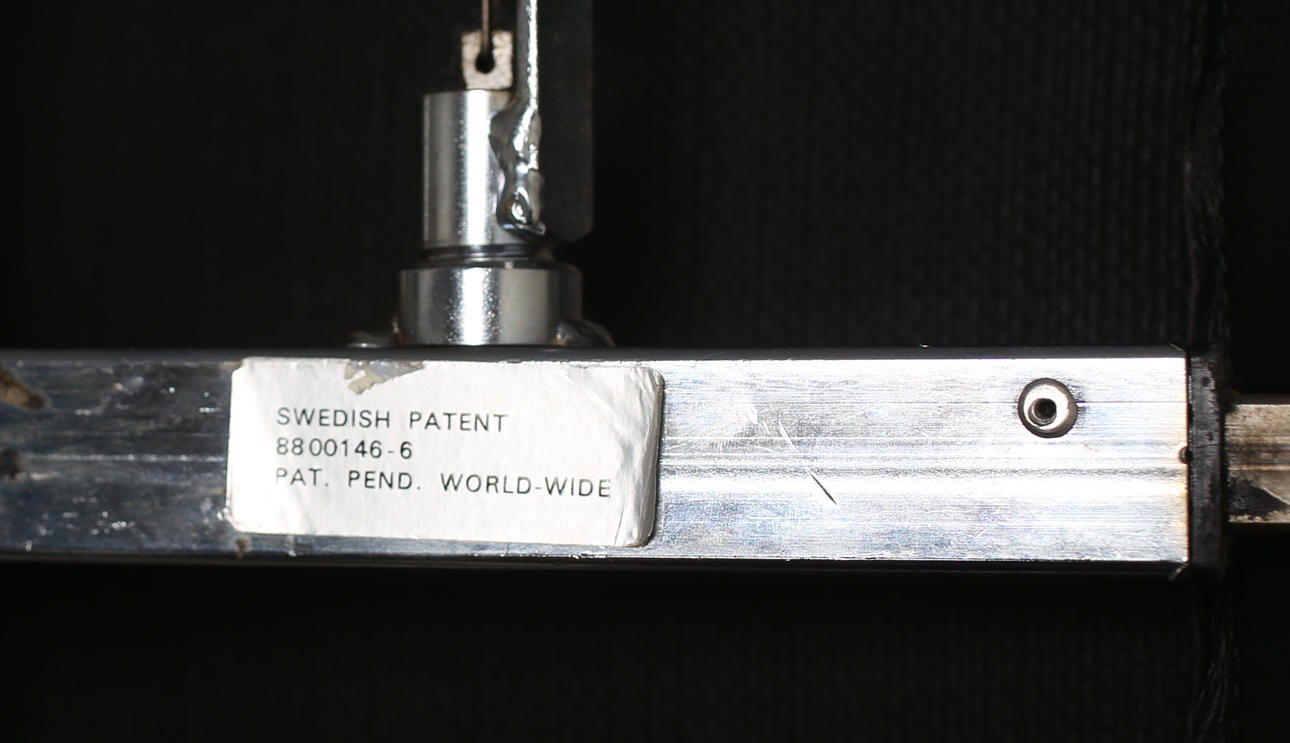 SWEDISH PATENT
8800146-6
PAT. PEND. WORLD-WIDE